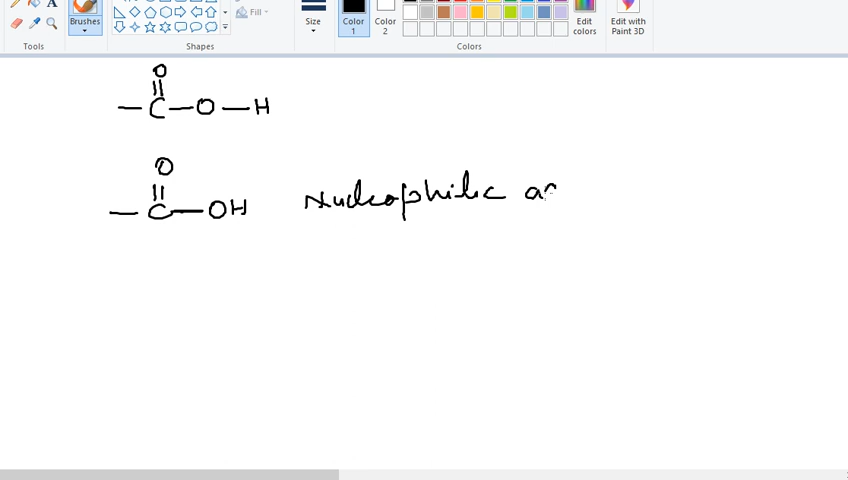 Tools
Brushes
Shapes
Fill
Size
Color 1
Color 2
Colors
Edit colors
Edit with Paint 3D
O
— C — O — H
O
— C — OH Nucleophilic